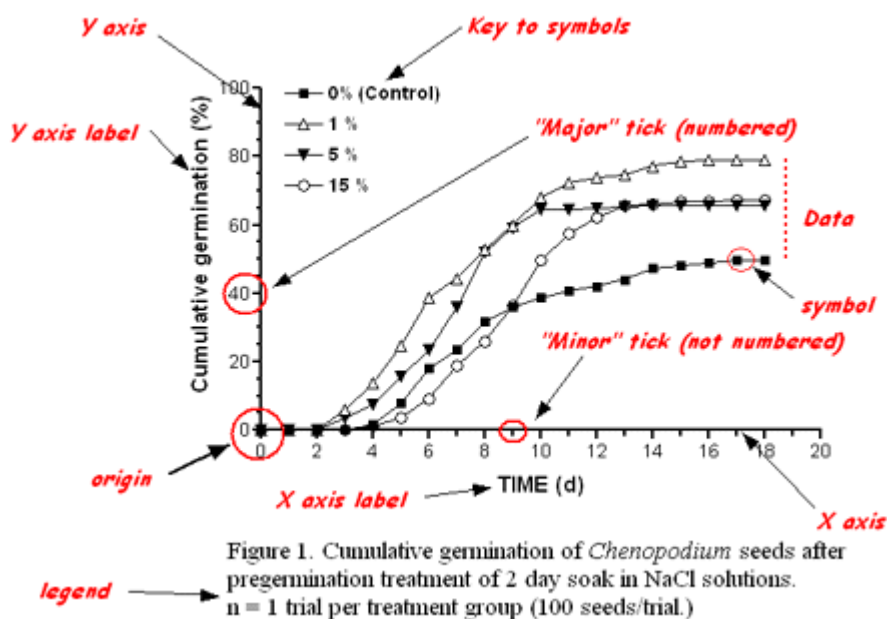 Y axis
Key to symbols
100
0% (Control)
1 %
5 %
15 %
Y axis label
Cumulative germination (%)
"Major" tick (numbered)
80
60
40
20
0
Data
symbol
"Minor" tick (not numbered)
0 2 4 6 8 10 12 14 16 18 20
origin
X axis label
TIME (d)
X axis
Figure 1. Cumulative germination of Chenopodium seeds after
pregermination treatment of 2 day soak in NaCl solutions.
n = 1 trial per treatment group (100 seeds/trial.)
legend